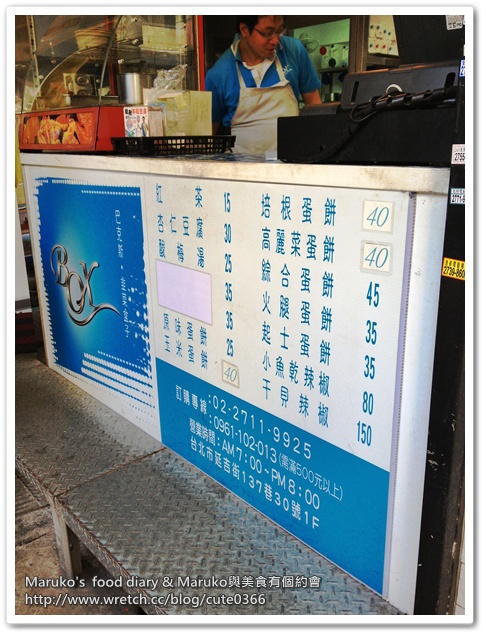 紅茶 15
杏仁豆腐 30
酸梅湯 25
35
35
原味蛋餅 25
玉米蛋餅 40
培根蛋餅 40
高麗菜蛋餅 40
綜合蛋餅 45
火腿蛋餅 35
起士蛋餅 35
小魚乾辣椒 80
干貝辣椒 150
BOX
訂購專線:02-2711-9925
:0961-102-013(需滿500元以上)
營業時間:AM7:00~PM8:00
台北市延吉街137巷30號1F
Maruko's food diary & Maruko與美食有個約會
http://www.wretch.cc/blog/cute0366